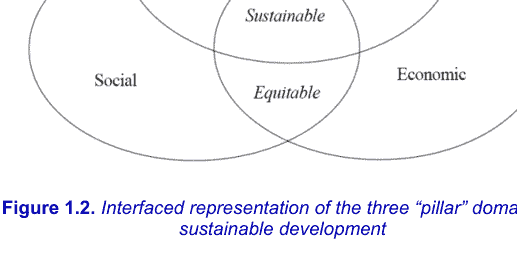 Sustainable
Social
Economic
Equitable
Figure 1.2. Interfaced representation of the three “pillar” doma
sustainable development